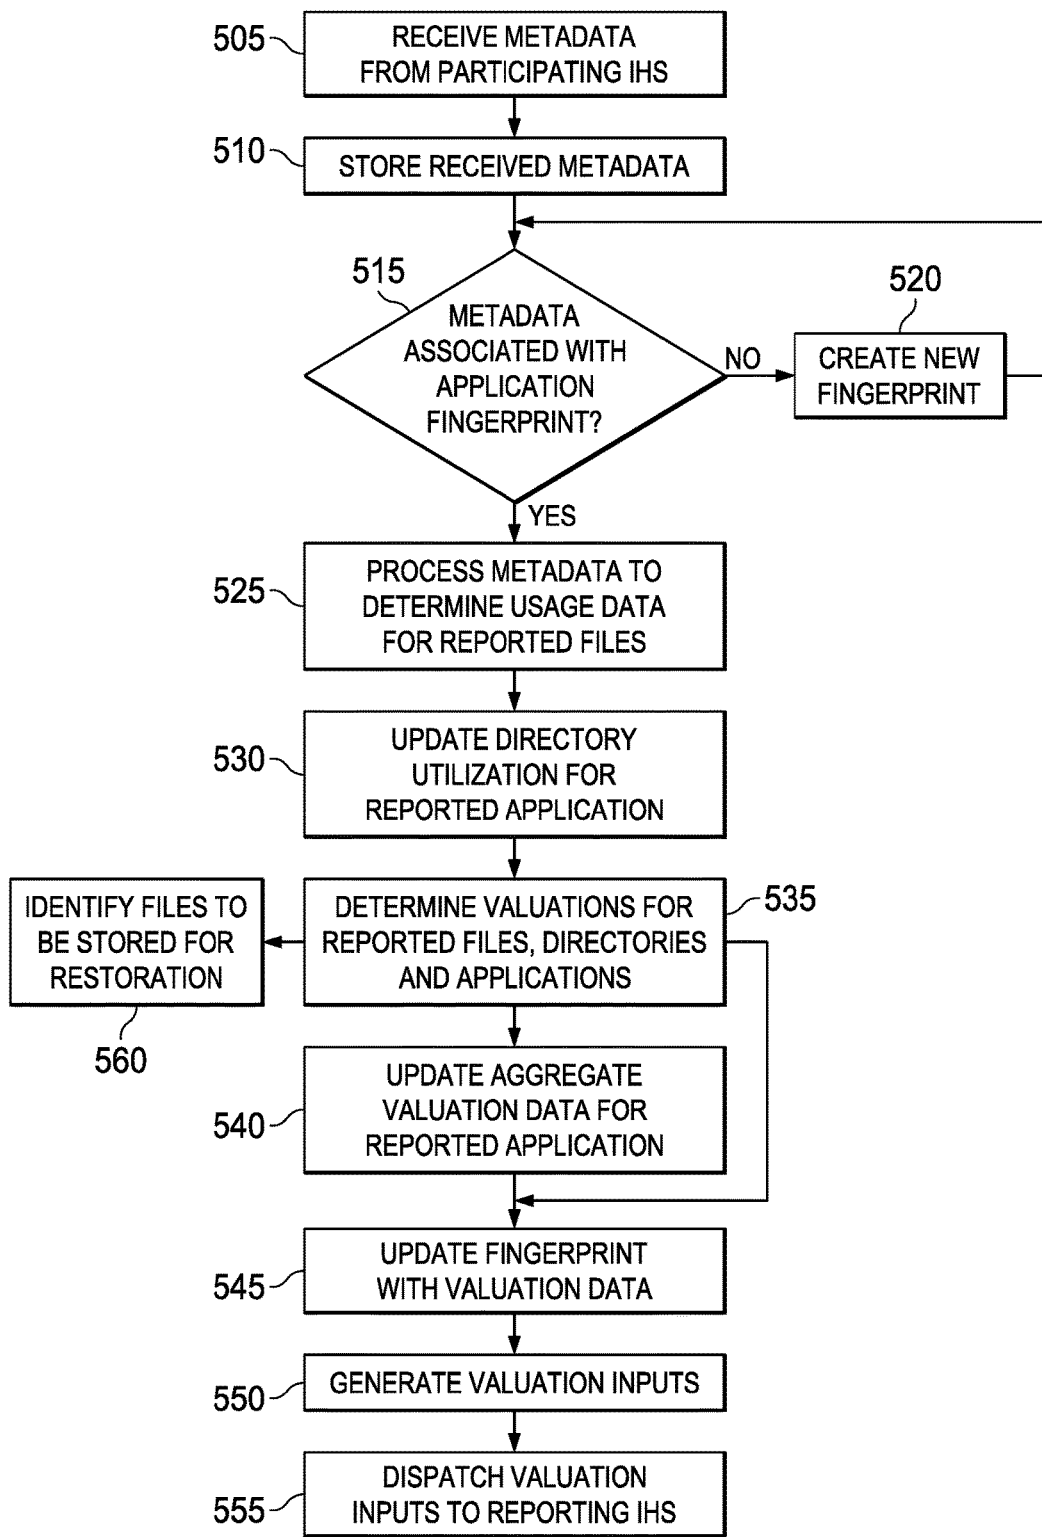 505
RECEIVE METADATA
FROM PARTICIPATING IHS
510
STORE RECEIVED METADATA
515
METADATA
ASSOCIATED WITH
APPLICATION
FINGERPRINT?
NO
520
CREATE NEW
FINGERPRINT
YES
525
PROCESS METADATA TO
DETERMINE USAGE DATA
FOR REPORTED FILES
530
UPDATE DIRECTORY
UTILIZATION FOR
REPORTED APPLICATION
535
DETERMINE VALUATIONS FOR
REPORTED FILES, DIRECTORIES
AND APPLICATIONS
IDENTIFY FILES TO
BE STORED FOR
RESTORATION
560
540
UPDATE AGGREGATE
VALUATION DATA FOR
REPORTED APPLICATION
545
UPDATE FINGERPRINT
WITH VALUATION DATA
550
GENERATE VALUATION INPUTS
555
DISPATCH VALUATION
INPUTS TO REPORTING IHS